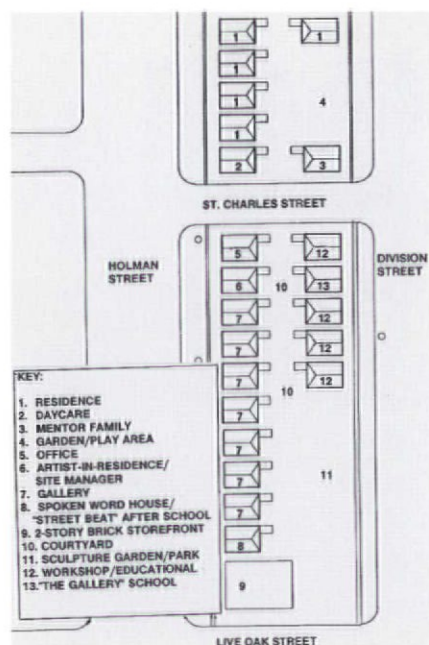 1 1
1
1 4
1
2 3
ST. CHARLES STREET
HOLMAN
STREET
DIVISION
STREET
5 12
6 10 13
7 12
7 12
7 12
10
7
7
7 11
7
8
9
KEY:
1. RESIDENCE
2. DAYCARE
3. MENTOR FAMILY
4. GARDEN/PLAY AREA
5. OFFICE
6. ARTIST-IN-RESIDENCE/
SITE MANAGER
7. GALLERY
8. SPOKEN WORD HOUSE/
"STREET BEAT" AFTER SCHOOL
9. 2-STORY BRICK STOREFRONT
10. COURTYARD
11. SCULPTURE GARDEN/PARK
12. WORKSHOP/EDUCATIONAL
13."THE GALLERY" SCHOOL
LIVE OAK STREET